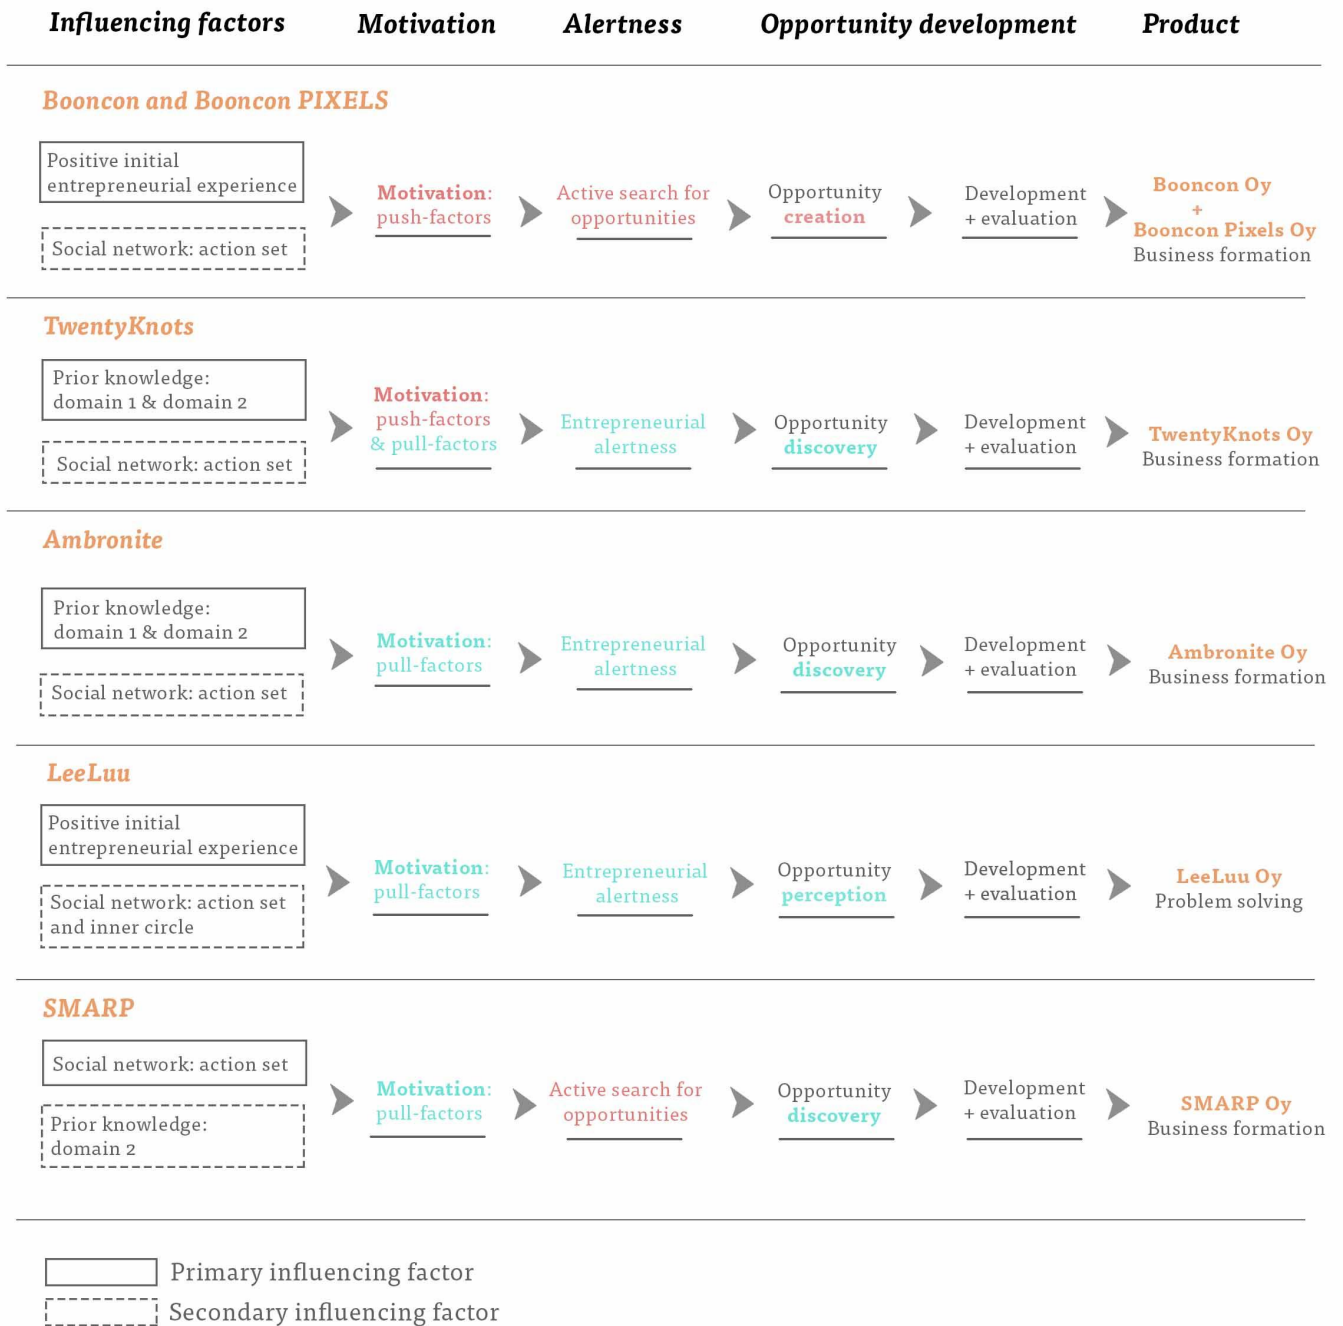 Influencing factors Motivation Alertness Opportunity development Product
Booncon and Booncon PIXELS
Positive initial
entrepreneurial experience
Social network: action set
Motivation:
push-factors
Active search for
opportunities
Opportunity
creation
Development
+ evaluation
Booncon Oy
+
Booncon Pixels Oy
Business formation
TwentyKnots
Prior knowledge:
domain 1 & domain 2
Social network: action set
Motivation:
push-factors
& pull-factors
Entrepreneurial
alertness
Opportunity
discovery
Development
+ evaluation
TwentyKnots Oy
Business formation
Ambronite
Prior knowledge:
domain 1 & domain 2
Social network: action set
Motivation:
pull-factors
Entrepreneurial
alertness
Opportunity
discovery
Development
+ evaluation
Ambronite Oy
Business formation
LeeLuu
Positive initial
entrepreneurial experience
Social network: action set
and inner circle
Motivation:
pull-factors
Entrepreneurial
alertness
Opportunity
perception
Development
+ evaluation
LeeLuu Oy
Problem solving
SMARP
Social network: action set
Prior knowledge:
domain 2
Motivation:
pull-factors
Active search for
opportunities
Opportunity
discovery
Development
+ evaluation
SMARP Oy
Business formation
Primary influencing factor
Secondary influencing factor